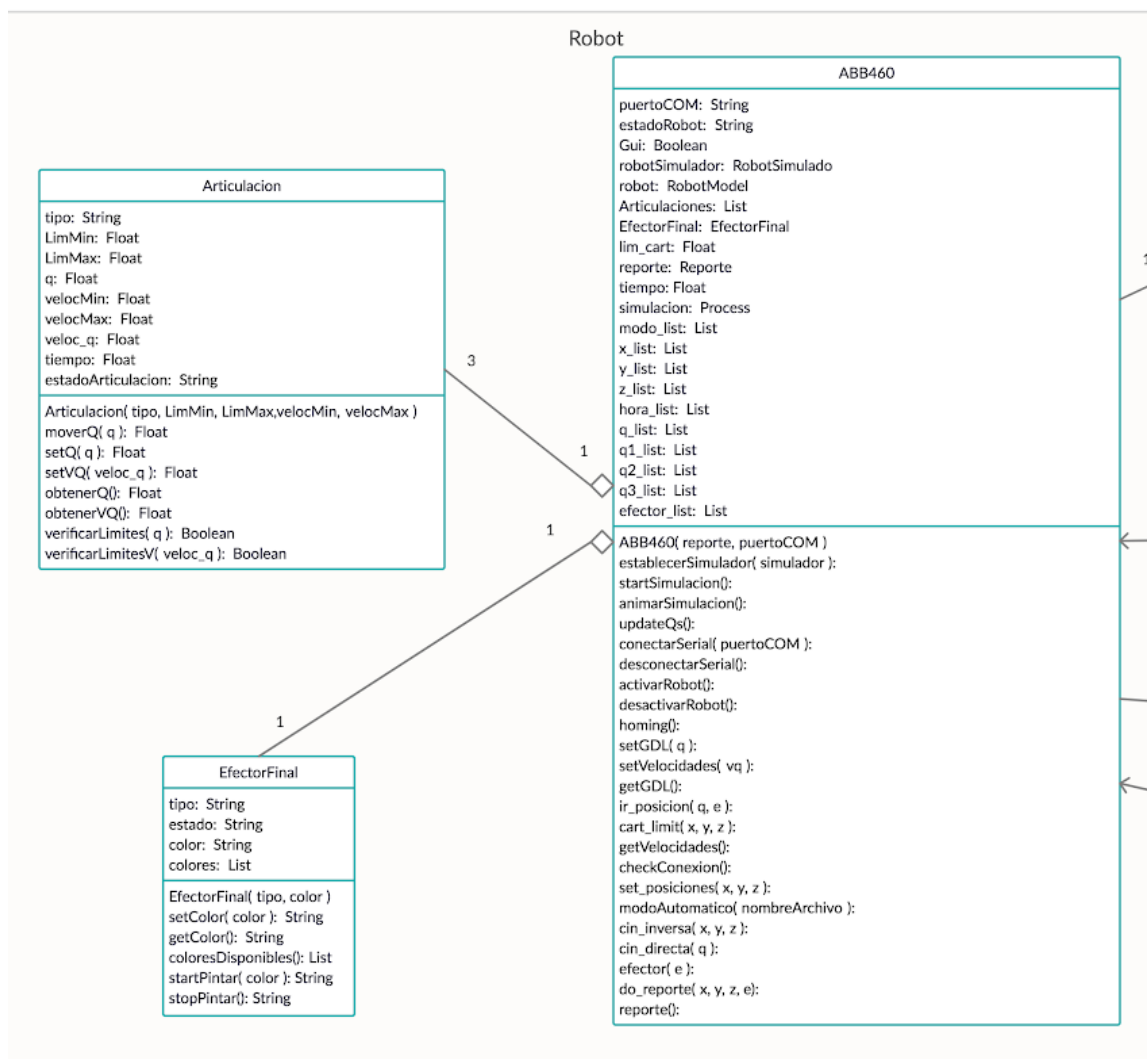 Robot
ABB460
puertoCOM: String
estadoRobot: String
Gui: Boolean
robotSimulador: RobotSimulado
robot: RobotModel
Articulaciones: List
EfectorFinal: EfectorFinal
lim_cart: Float
reporte: Reporte
tiempo: Float
simulacion: Process
modo_list: List
x_list: List
y_list: List
z_list: List
hora_list: List
q_list: List
q1_list: List
q2_list: List
q3_list: List
efector_list: List
ABB460( reporte, puertoCOM )
establecerSimulador( simulador ):
startSimulacion():
animarSimulacion():
updateQs():
conectarSerial( puertoCOM ):
desconectarSerial():
activarRobot():
desactivarRobot():
homing():
setGDL( q ):
setVelocidades( vq ):
getGDL():
ir_posicion( q, e ):
cart_limit( x, y, z ):
getVelocidades():
checkConexion():
set_posiciones( x, y, z ):
modoAutomatico( nombreArchivo ):
cin_inversa( x, y, z ):
cin_directa( q ):
efector( e ):
do_reporte( x, y, z, e):
reporte():
Articulacion
tipo: String
LimMin: Float
LimMax: Float
q: Float
velocMin: Float
velocMax: Float
veloc_q: Float
tiempo: Float
estadoArticulacion: String
Articulacion( tipo, LimMin, LimMax,velocMin, velocMax )
moverQ( q ): Float
setQ( q ): Float
setVQ( veloc_q ): Float
obtenerQ(): Float
obtenerVQ(): Float
verificarLimites( q ): Boolean
verificarLimitesV( veloc_q ): Boolean
3
1
1
1
1
EfectorFinal
tipo: String
estado: String
color: String
colores: List
EfectorFinal( tipo, color )
setColor( color ): String
getColor(): String
coloresDisponibles(): List
startPintar( color ): String
stopPintar(): String